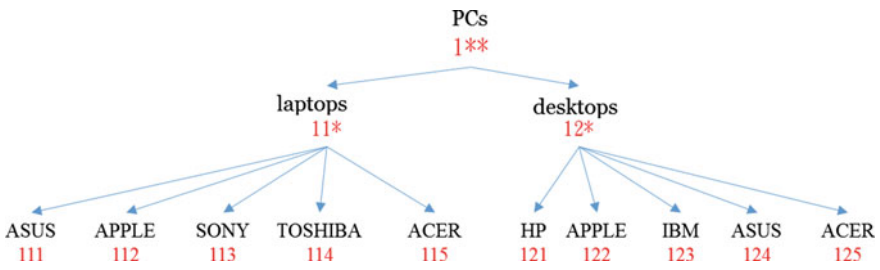 PCs
1**
laptops desktops
11* 12*
ASUS APPLE SONY TOSHIBA ACER HP APPLE IBM ASUS ACER
111 112 113 114 115 121 122 123 124 125